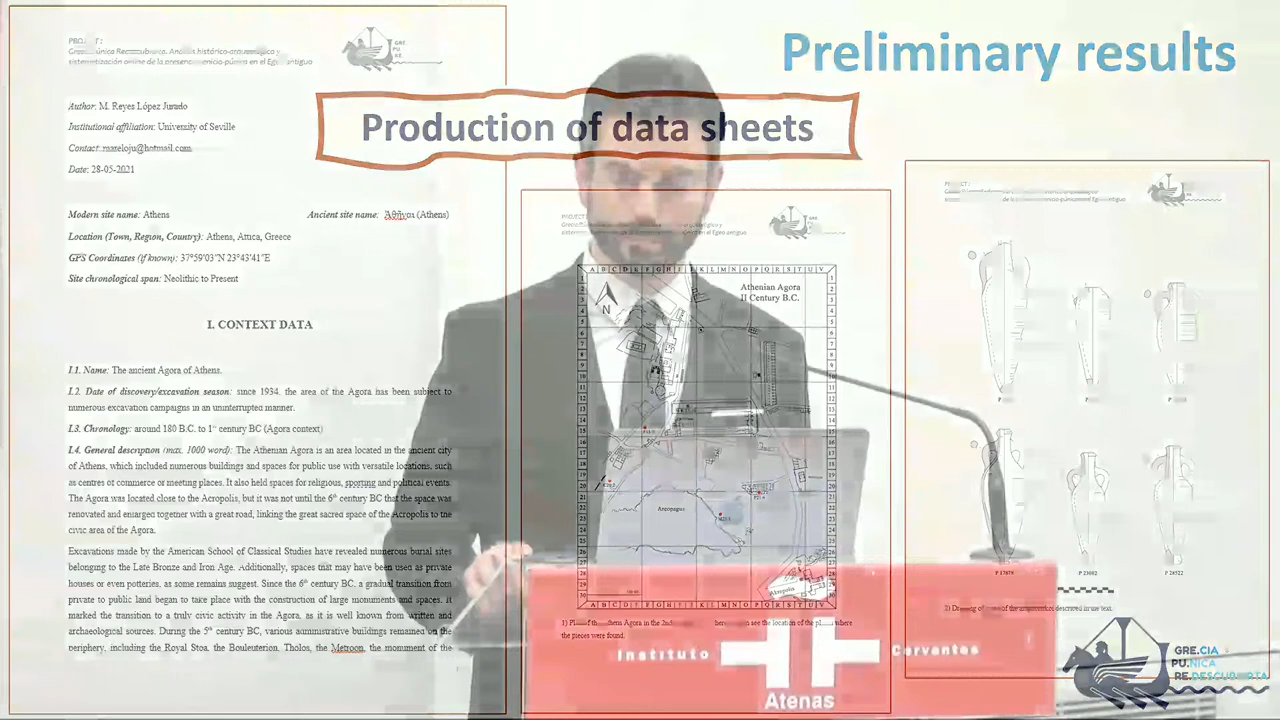 Preliminary results
Production of data sheets
Author: M. Reyes López Jurado
Institutional affiliation: University of Seville
Contact: mareloju@hotmail.com
Date: 28-05-2021
Modern site name: Athens
Ancient site name: Ἀθῆναι (Athens)
Location (Town, Region, Country): Athens, Attica, Greece
GPS Coordinates (if known): 37°59'03"N 23°43'41"E
Site chronological span: Neolithic to Present
I. CONTEXT DATA
I.1. Name: The ancient Agora of Athens.
I.2. Date of discovery/excavation season: since 1934, the area of the Agora has been subject to
numerous excavation campaigns in an uninterrupted manner.
I.3. Chronology: around 180 B.C. to 1st century BC (Agora context)
I.4. General description (max. 1000 word): The Athenian Agora is an area located in the ancient city
of Athens, which included numerous buildings and spaces for public use with versatile locations, such
as centres of commerce or meeting places. It also held spaces for religious, sporting and political events.
The Agora was located close to the Acropolis, but it was not until the 6th century BC that the space was
renovated and enlarged together with a great road, linking the great sacred space of the Acropolis to the
civic area of the Agora.
Excavations made by the American School of Classical Studies have revealed numerous burial sites
belonging to the Late Bronze and Iron Age. Additionally, spaces that may have been used as private
houses or even potteries, as some remains suggest. Since the 6th century BC, a gradual transition from
private to public land began to take place with the construction of large monuments and spaces. It
marked the transition to a truly civic activity in the Agora, as it is well known from written and
archaeological sources. During the 5th century BC, various administrative buildings remained on the
periphery, including the Royal Stoa, the Bouleuterion, Tholos, the Metroon, the monument of the
Athenian Agora
II Century B.C.
N
Areopagus
Acropolis
the pieces were found.
P 17879
P 23082
P 28522
Instituto
Cervantes
Atenas
GRE.CIA
PU.NICA
RE.DESCUBIERTA